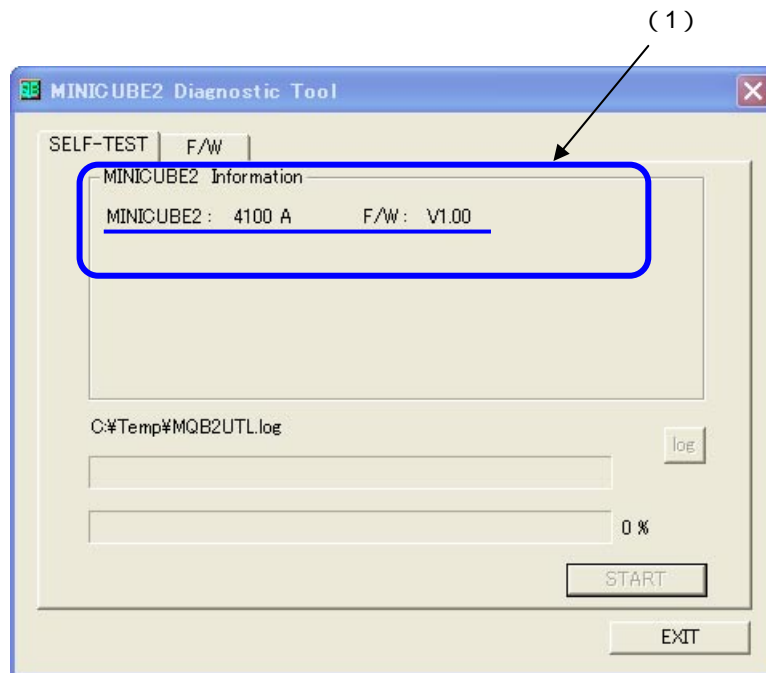 (1)
MINICUBE2 Diagnostic Tool
SELF-TEST F/W
MINICUBE2 Information
MINICUBE2 : 4100 A F/W : V1.00
C:¥Temp¥MQB2UTL.log
log
0 %
START
EXIT